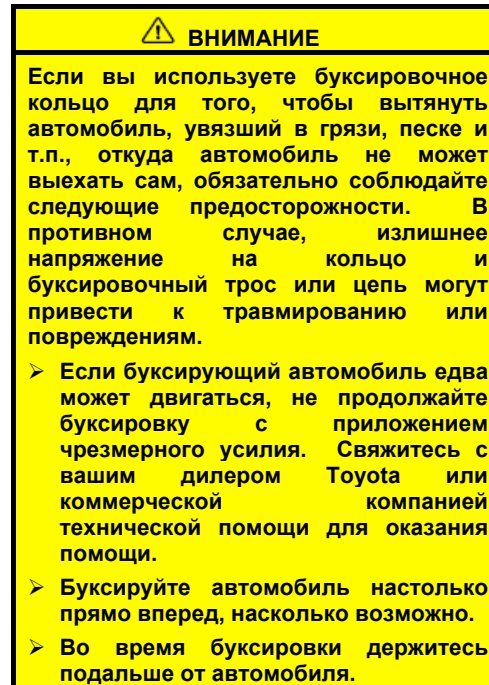 ВНИМАНИЕ
Если вы используете буксировочное
кольцо для того, чтобы вытянуть
автомобиль, увязший в грязи, песке и
т.п., откуда автомобиль не может
выехать сам, обязательно соблюдайте
следующие предосторожности. В
противном случае, излишнее
напряжение на кольцо и
буксировочный трос или цепь могут
привести к травмированию или
повреждениям.
➢ Если буксирующий автомобиль едва
может двигаться, не продолжайте
буксировку с приложением
чрезмерного усилия. Свяжитесь с
вашим дилером Toyota или
коммерческой компанией
технической помощи для оказания
помощи.
➢ Буксируйте автомобиль настолько
прямо вперед, насколько возможно.
➢ Во время буксировки держитесь
подальше от автомобиля.